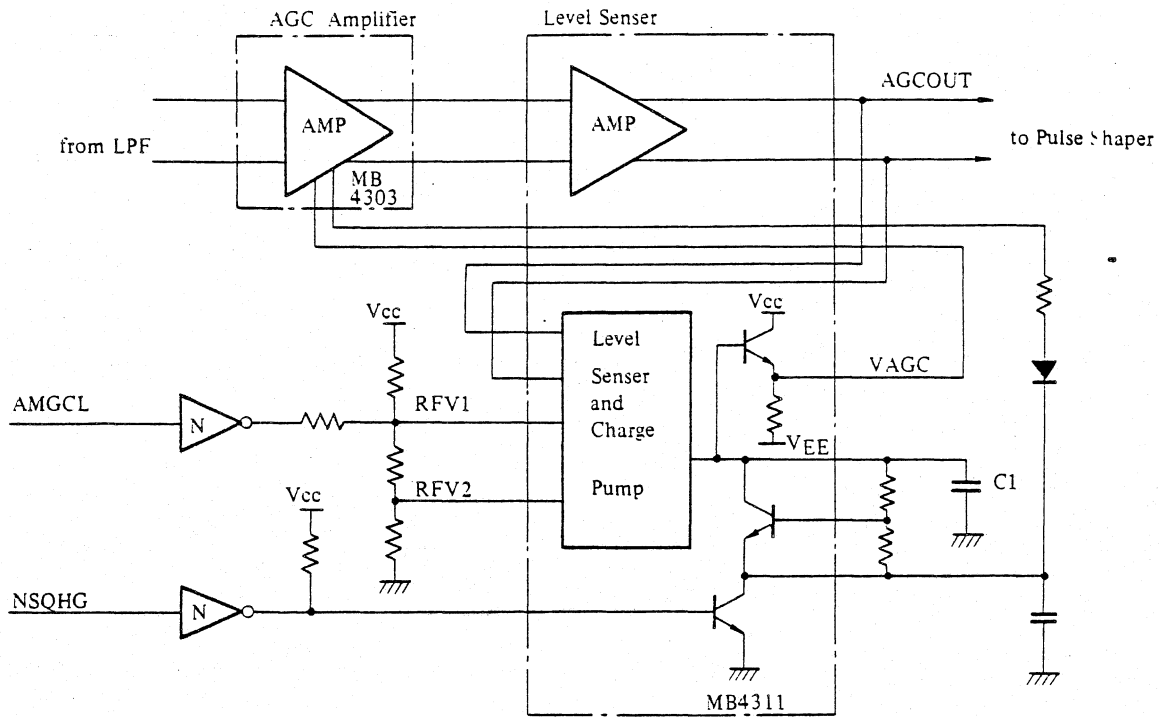 AGC Amplifier
Level Senser
AGCOUT
AMP
AMP
from LPF
to Pulse Shaper
MB
4303
Vcc
Vcc
Level
Senser
and
Charge
Pump
VAGC
AMGCL
N
RFV1
VEE
Vcc
RFV2
C1
NSQHG
N
MB4311